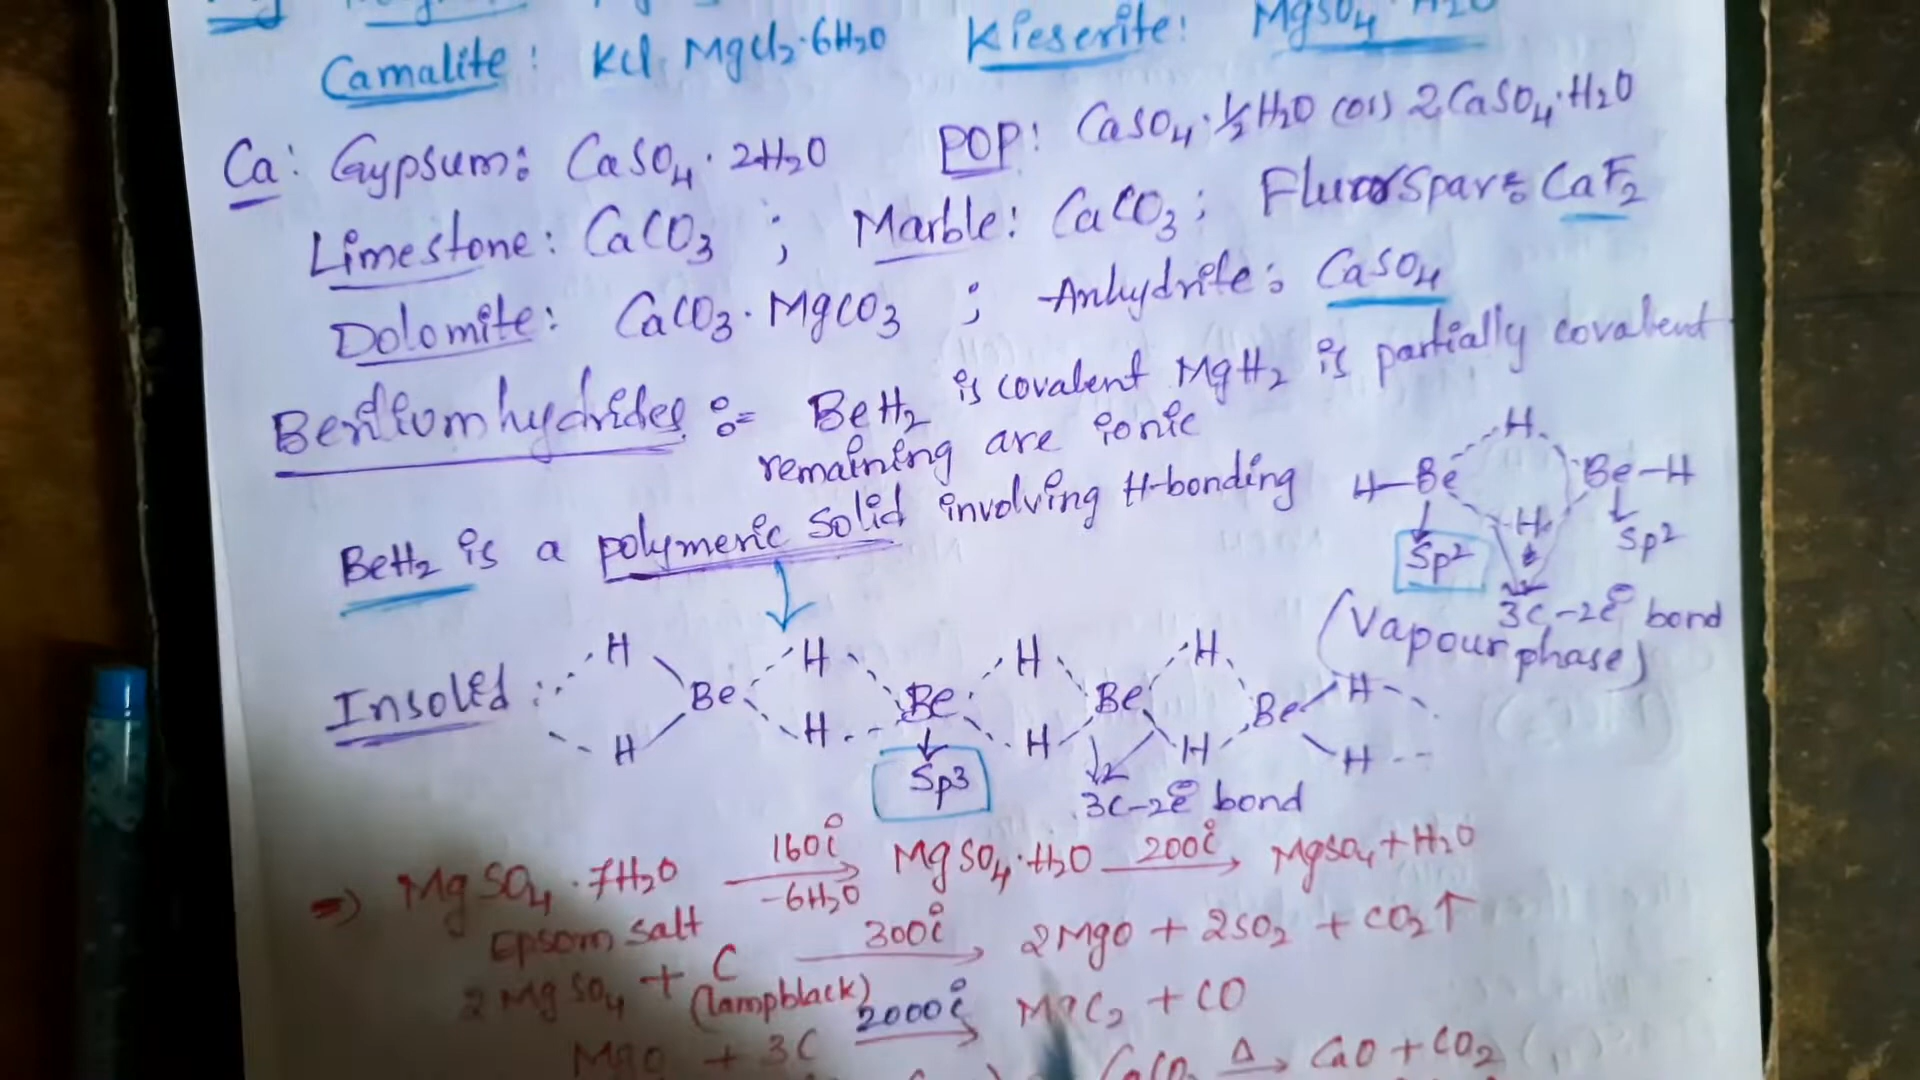 Camalite: KCl MgCl2·6H2O Kieserite: MgSO4 H2O
Ca: Gypsum: CaSO4·2H2O POP: CaSO4·1/2H2O (or) 2CaSO4·H2O
Limestone: CaCO3 ; Marble: CaCO3; Fluorspar: CaF2
Dolomite: CaCO3·MgCO3 ; Anhydrite: CaSO4
hydrides := BeH2 is covalent MgH2 is partially covalent
remaining are ionic
BeH2 is a polymeric solid involving H-bonding
H
H-Be Be-H
H
Sp2 Sp2
3C-2e bond
(Vapour phase)
Insolid:
H H H H H
Be Be Be Be
H H H H H
Sp3
3C-2e bond
=> MgSO4·7H2O 160°C -6H2O MgSO4·H2O 200°C MgSO4 + H2O
Epsom salt
2MgSO4 + C 300°C 2MgO + 2SO2 + CO2↑
(lampblack)
MgO + 3C 2000°C MgC2 + CO
Δ CaO + CO2